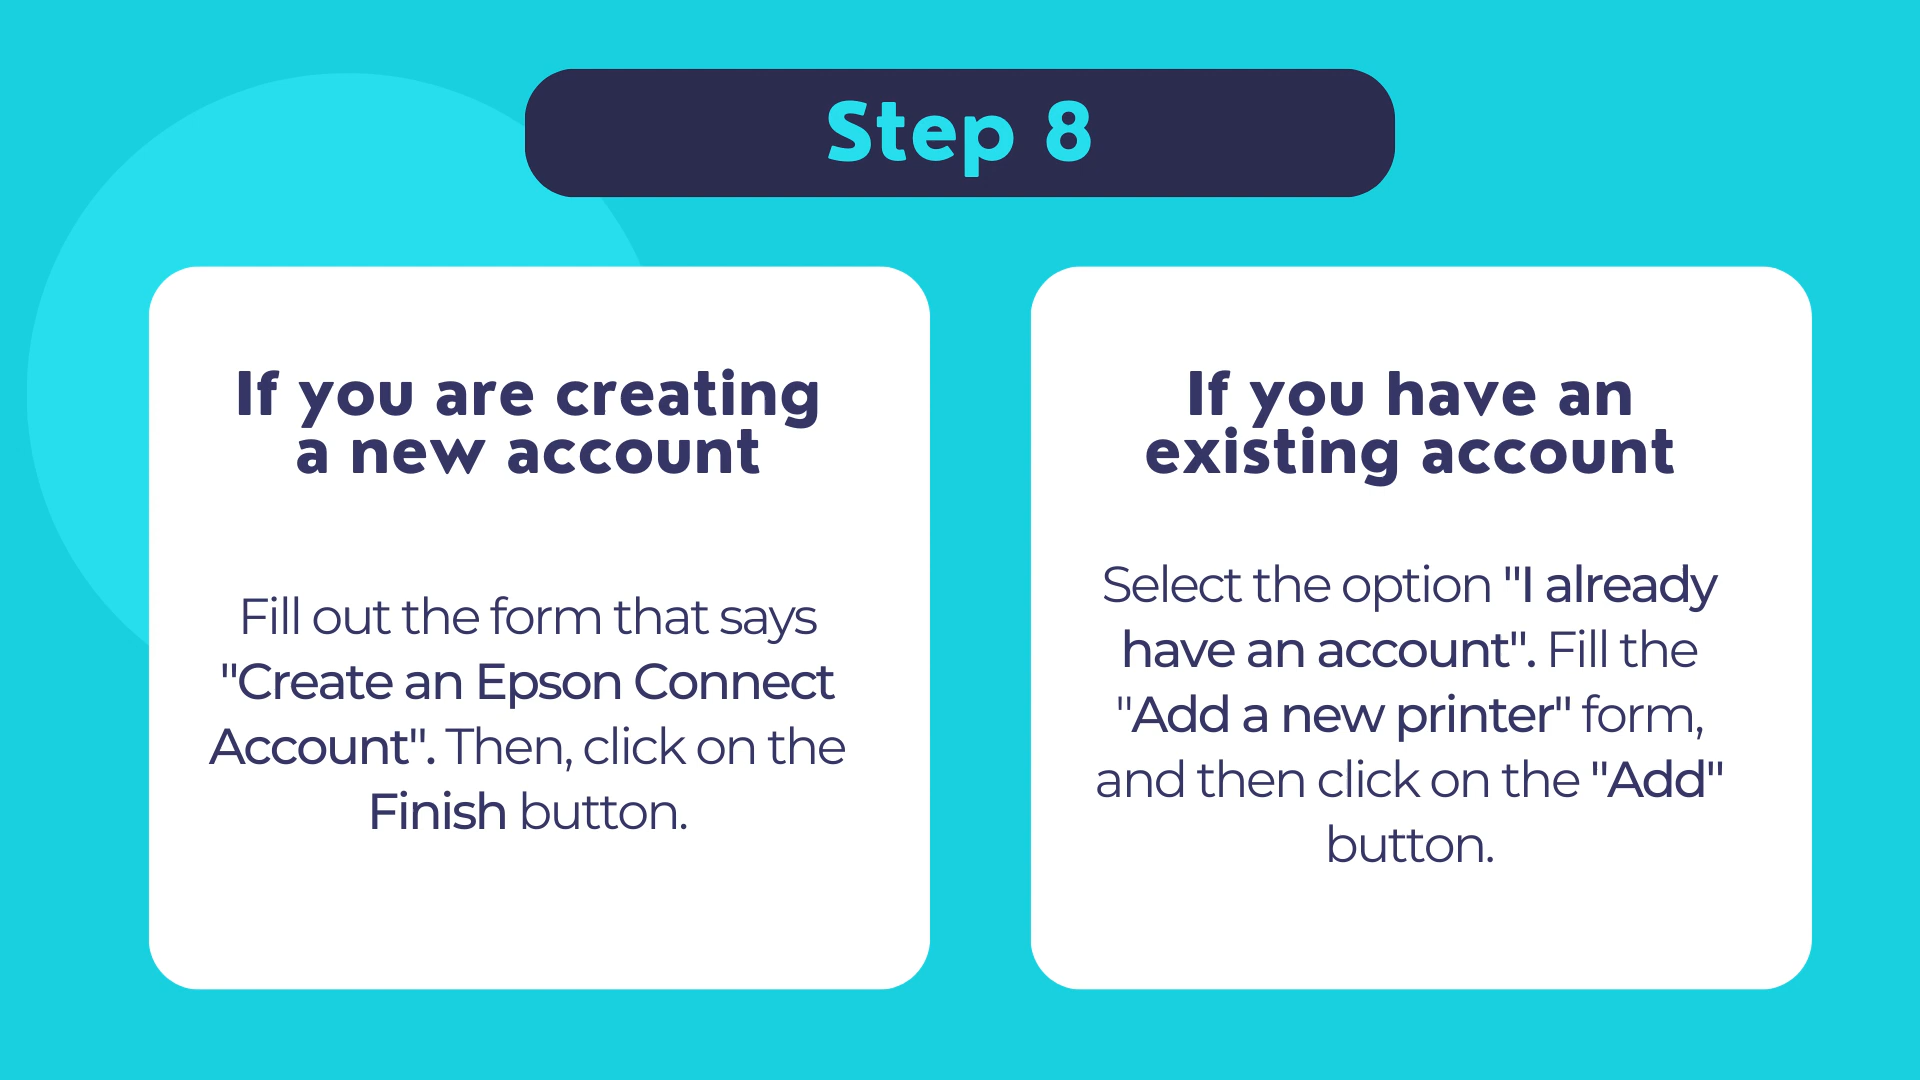 Step 8
If you are creating
a new account
Fill out the form that says
"Create an Epson Connect
Account". Then, click on the
Finish button.
If you have an
existing account
Select the option "I already
have an account". Fill the
"Add a new printer" form,
and then click on the "Add"
button.